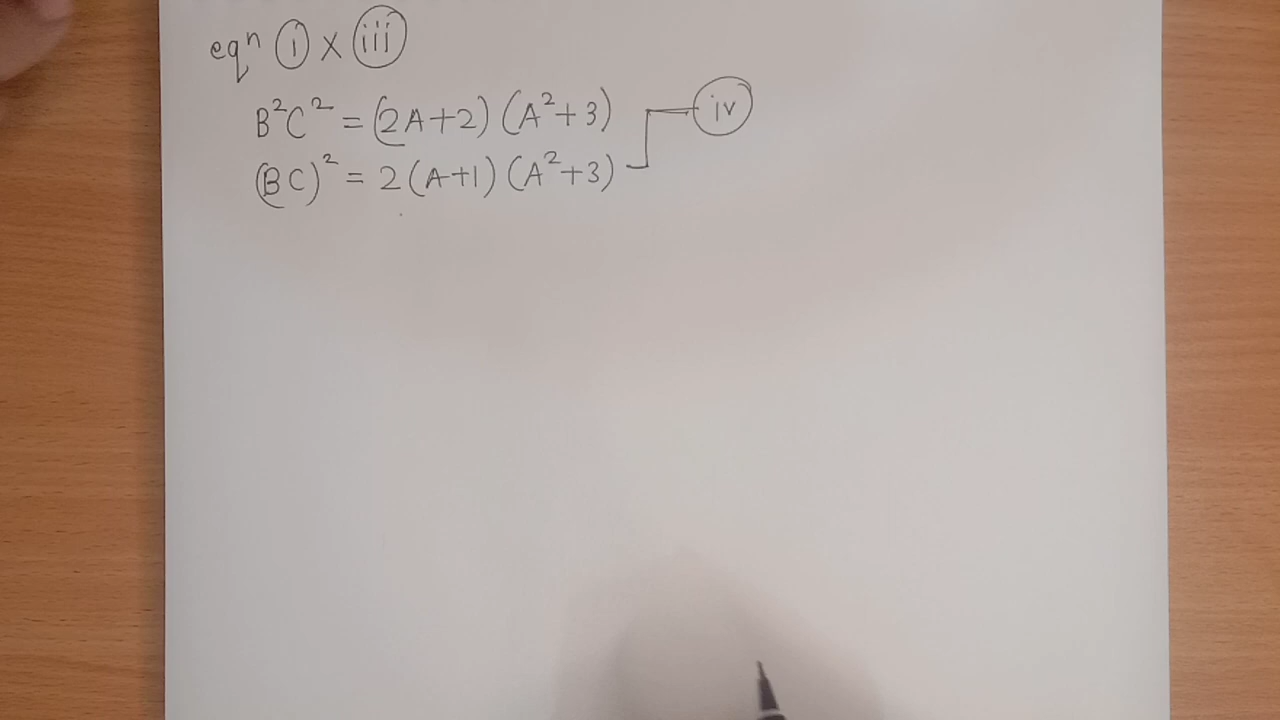 eqⁿ (i) × (iii)
B²C² = (2A+2) (A²+3)
(BC)² = 2(A+1) (A²+3)
(iv)